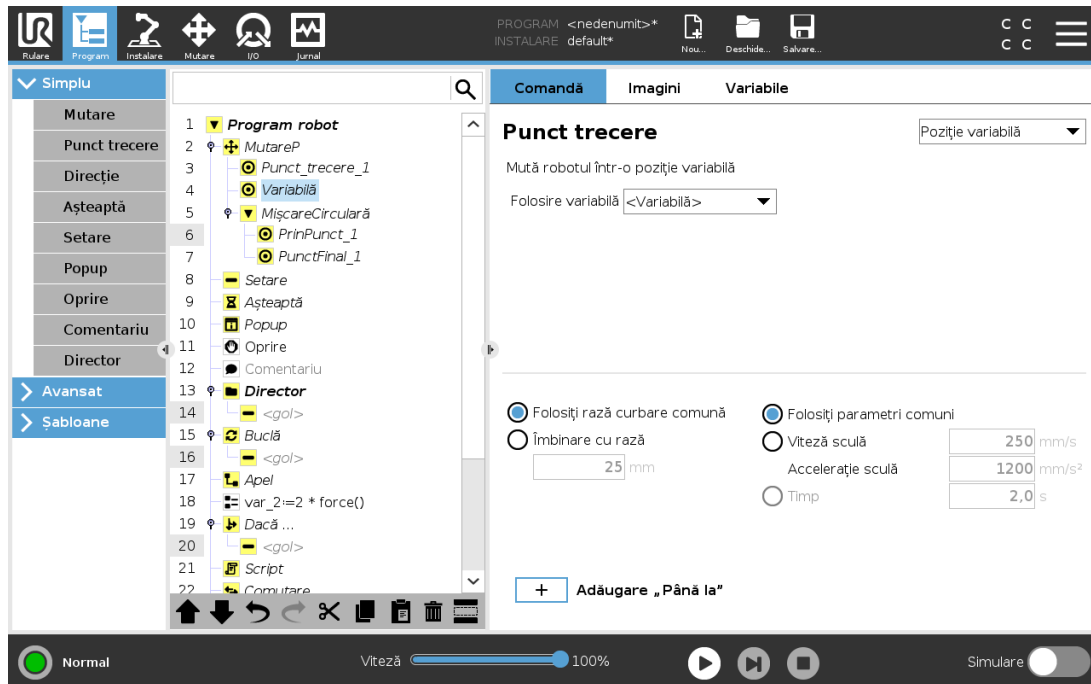 PROGRAM <nedenumit>*
INSTALARE default*
Rulare
Program
Instalare
Mutare
I/O
Jurnal
Nou...
Deschide...
Salvare...
C C
C C
Simplu
Mutare
Punct trecere
Direcție
Așteaptă
Setare
Popup
Oprire
Comentariu
Director
Avansat
Șabloane
1 Program robot
2 MutareP
3 Punct_trecere_1
4 Variabilă
5 MișcareCirculară
6 PrinPunct_1
7 PunctFinal_1
8 Setare
9 Așteaptă
10 Popup
11 Oprire
12 Comentariu
13 Director
14 <gol>
15 Buclă
16 <gol>
17 Apel
18 var_2:=2 * force()
19 Dacă ...
20 <gol>
21 Script
22 Comutare
Comandă Imagini Variabile
Punct trecere
Poziție variabilă
Mută robotul într-o poziție variabilă
Folosire variabilă <Variabilă>
Folosiți rază curbare comună
Îmbinare cu rază
25 mm
Folosiți parametri comuni
Viteză sculă 250 mm/s
Accelerație sculă 1200 mm/s²
Timp 2,0 s
+ Adăugare „Până la”
Normal
Viteză 100%
Simulare